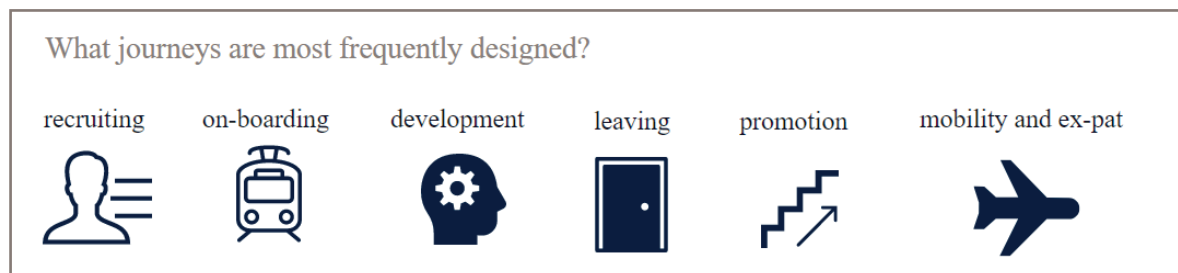 What journeys are most frequently designed?
recruiting on-boarding development leaving promotion mobility and ex-pat